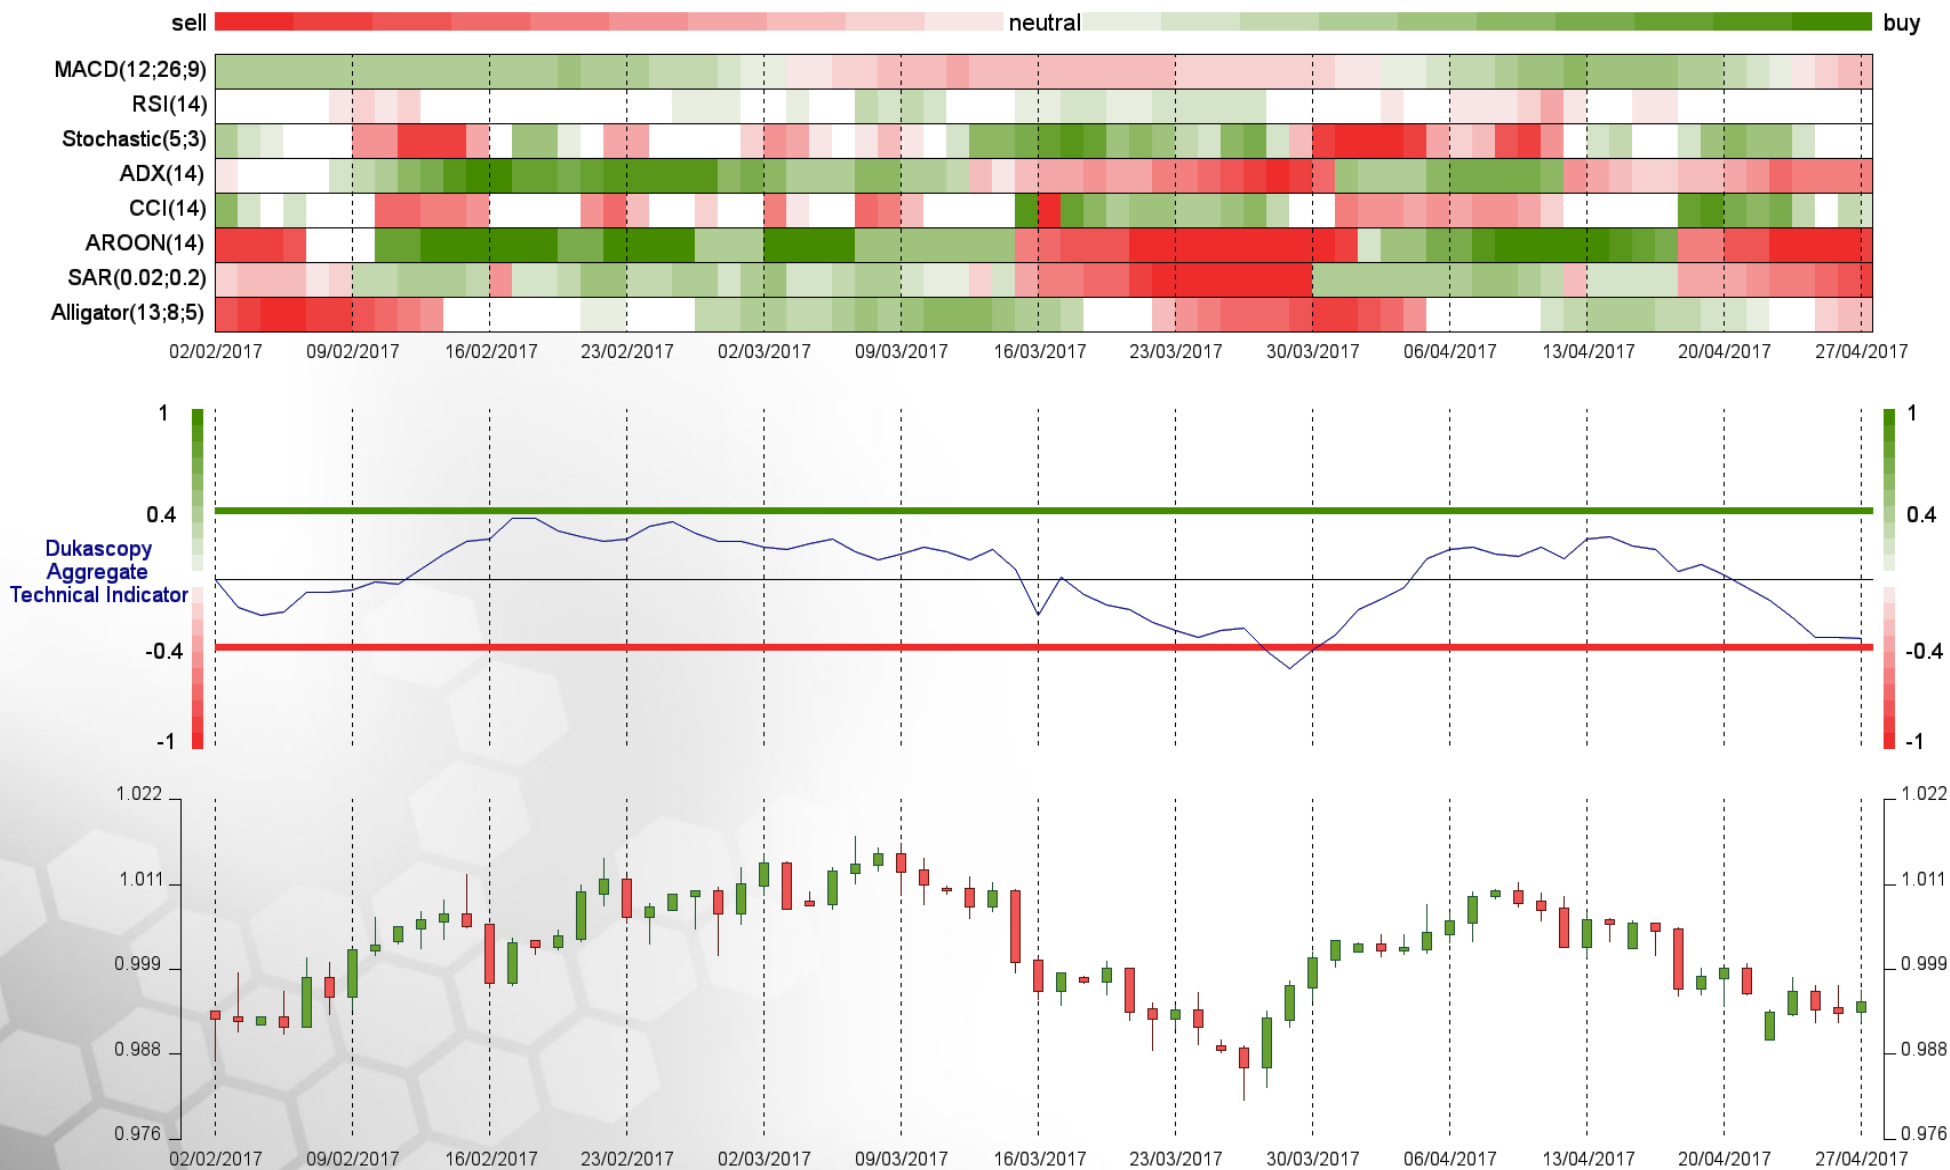 sell neutral buy
MACD(12;26;9)
RSI(14)
Stochastic(5;3)
ADX(14)
CCI(14)
AROON(14)
SAR(0.02;0.2)
Alligator(13;8;5)
02/02/2017 09/02/2017 16/02/2017 23/02/2017 02/03/2017 09/03/2017 16/03/2017 23/03/2017 30/03/2017 06/04/2017 13/04/2017 20/04/2017 27/04/2017
1 1
0.4 0.4
Dukascopy
Aggregate
Technical Indicator
-0.4 -0.4
-1 -1
1.022 1.022
1.011 1.011
0.999 0.999
0.988 0.988
0.976 0.976
02/02/2017 09/02/2017 16/02/2017 23/02/2017 02/03/2017 09/03/2017 16/03/2017 23/03/2017 30/03/2017 06/04/2017 13/04/2017 20/04/2017 27/04/2017